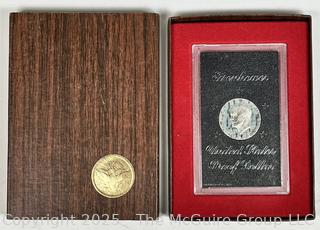 Eisenhower
United States
Proof Dollar
Copyright 2025 - The McGuire Group LLC